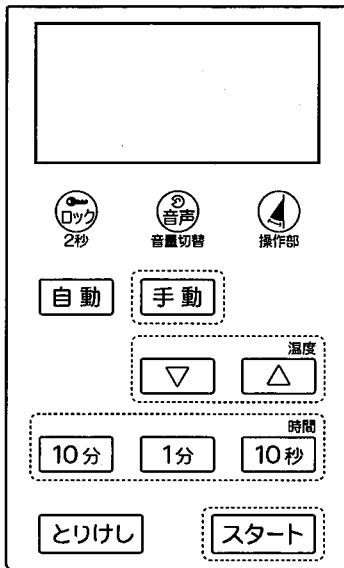 ロック 音声
2秒 音量切替 操作部
自動 手動
温度
▽ △
時間
10分 1分 10秒
とりけし スタート